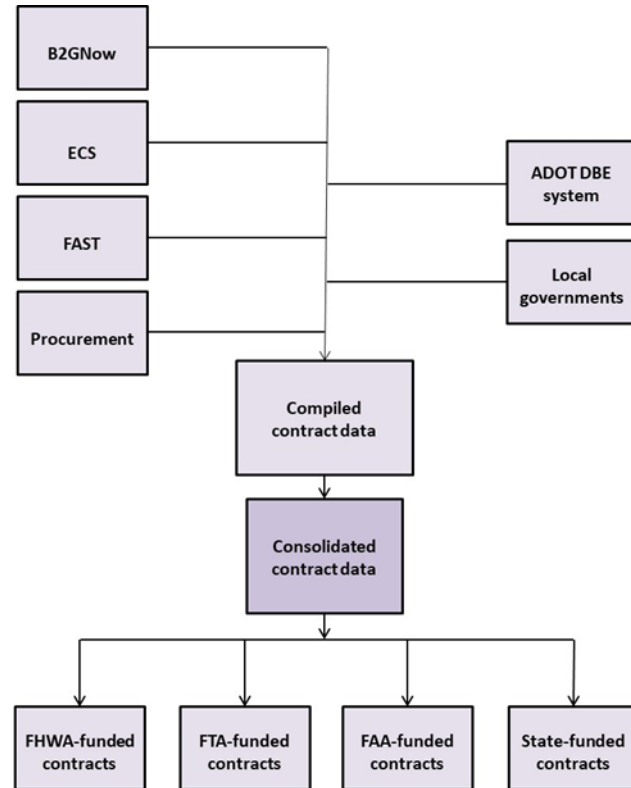 B2GNow
ECS
FAST
Procurement
ADOT DBE
system
Local
governments
Compiled
contract data
Consolidated
contract data
FHWA-funded
contracts
FTA-funded
contracts
FAA-funded
contracts
State-funded
contracts